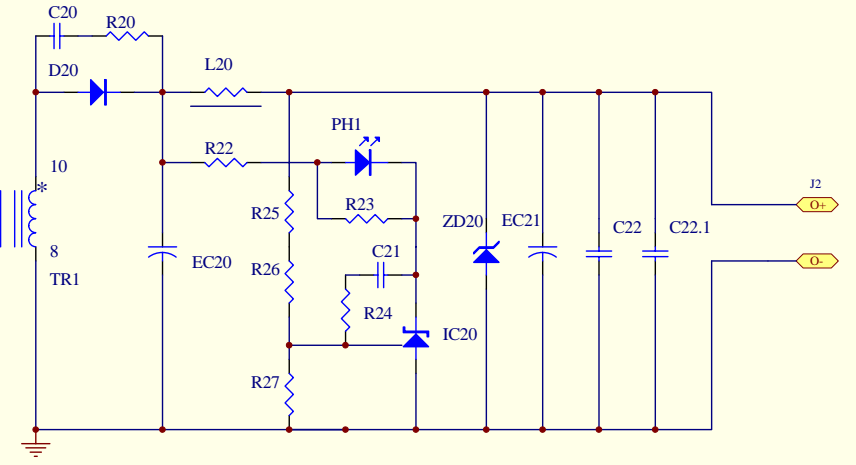 C20
R20
D20
L20
PH1
10
*
R22
J2
R25
R23
O+
ZD20
EC21
C22
C22.1
8
EC20
R26
C21
O-
TR1
R24
IC20
R27